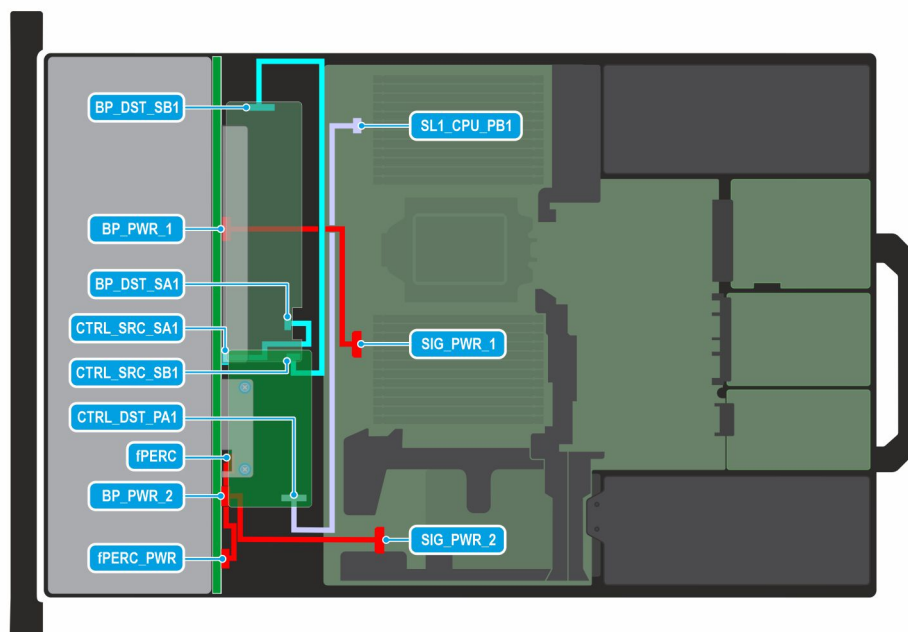 BP_DST_SB1
SL1_CPU_PB1
BP_PWR_1
BP_DST_SA1
CTRL_SRC_SA1
SIG_PWR_1
CTRL_SRC_SB1
CTRL_DST_PA1
fPERC
BP_PWR_2
SIG_PWR_2
fPERC_PWR